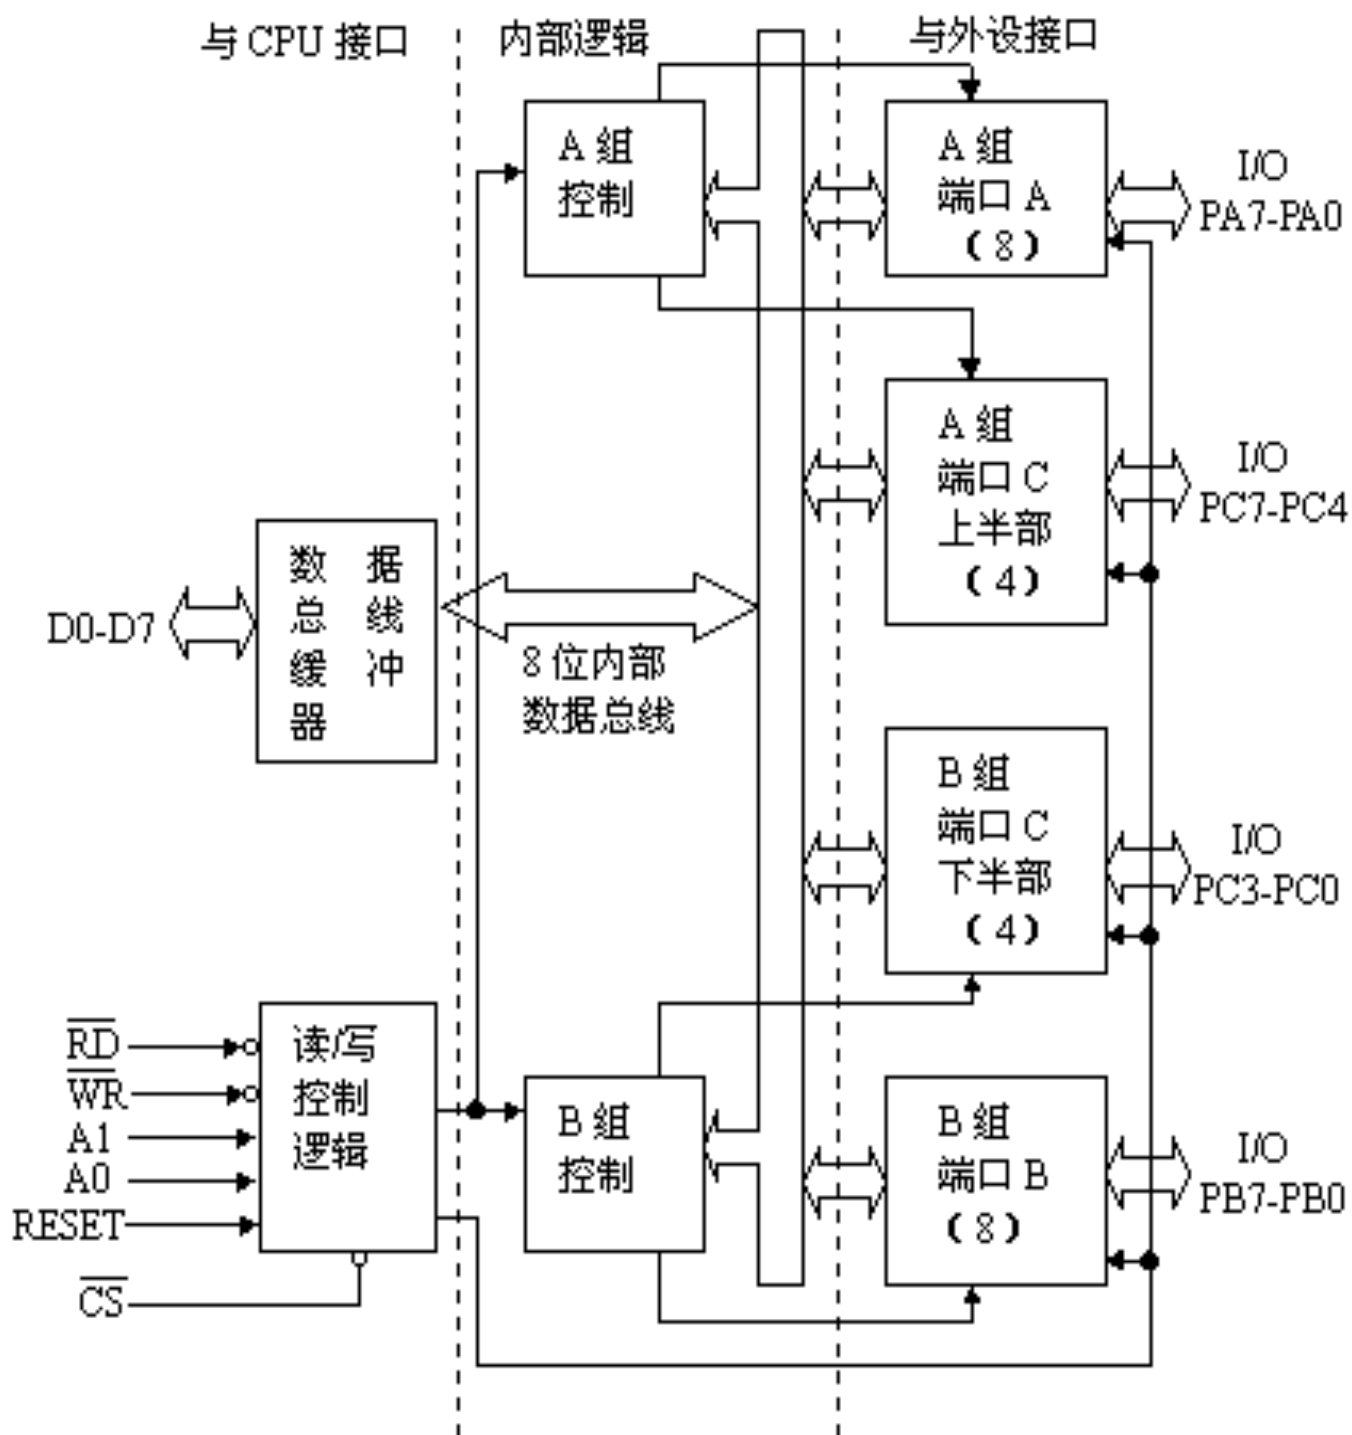 与 CPU 接口
内部逻辑
与外设接口
A 组
控制
A 组
端口 A
(8)
I/O
PA7-PA0
A 组
端口 C
上半部
(4)
I/O
PC7-PC4
D0-D7
数 据
总 线
缓 冲
器
8 位内部
数据总线
B 组
端口 C
下半部
(4)
I/O
PC3-PC0
R̅D̅
W̅R̅
A1
A0
RESET
C̅S̅
读/写
控制
逻辑
B 组
控制
B 组
端口 B
(8)
I/O
PB7-PB0